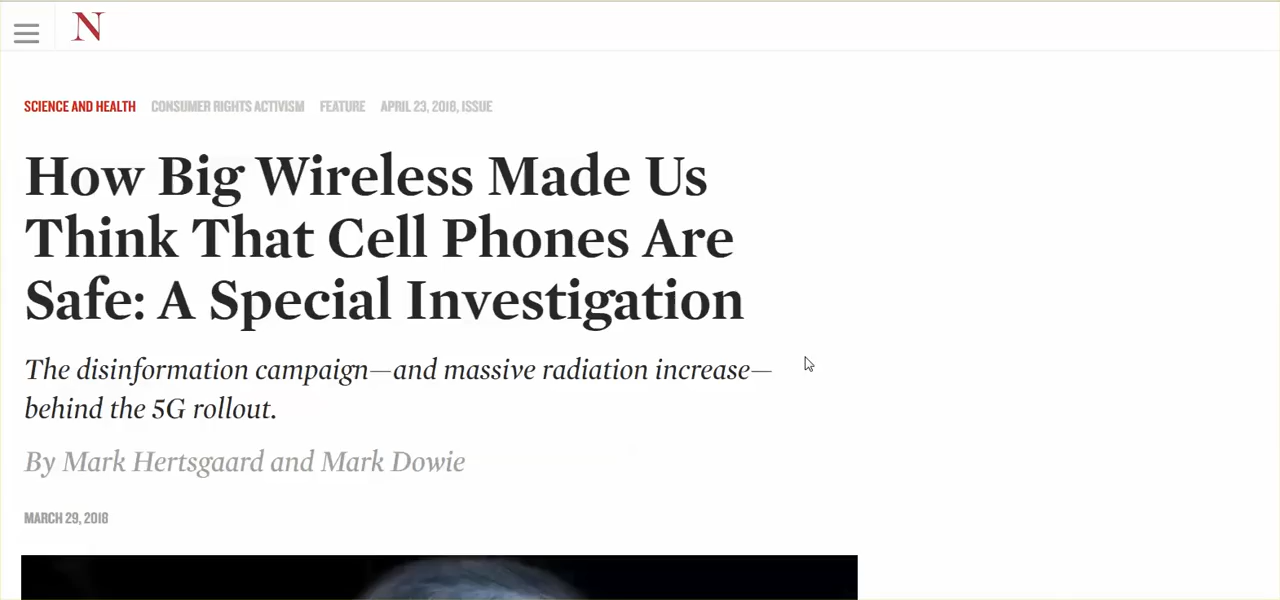 N
SCIENCE AND HEALTH CONSUMER RIGHTS ACTIVISM FEATURE APRIL 23, 2018, ISSUE
How Big Wireless Made Us
Think That Cell Phones Are
Safe: A Special Investigation
The disinformation campaign—and massive radiation increase—
behind the 5G rollout.
By Mark Hertsgaard and Mark Dowie
MARCH 29, 2018